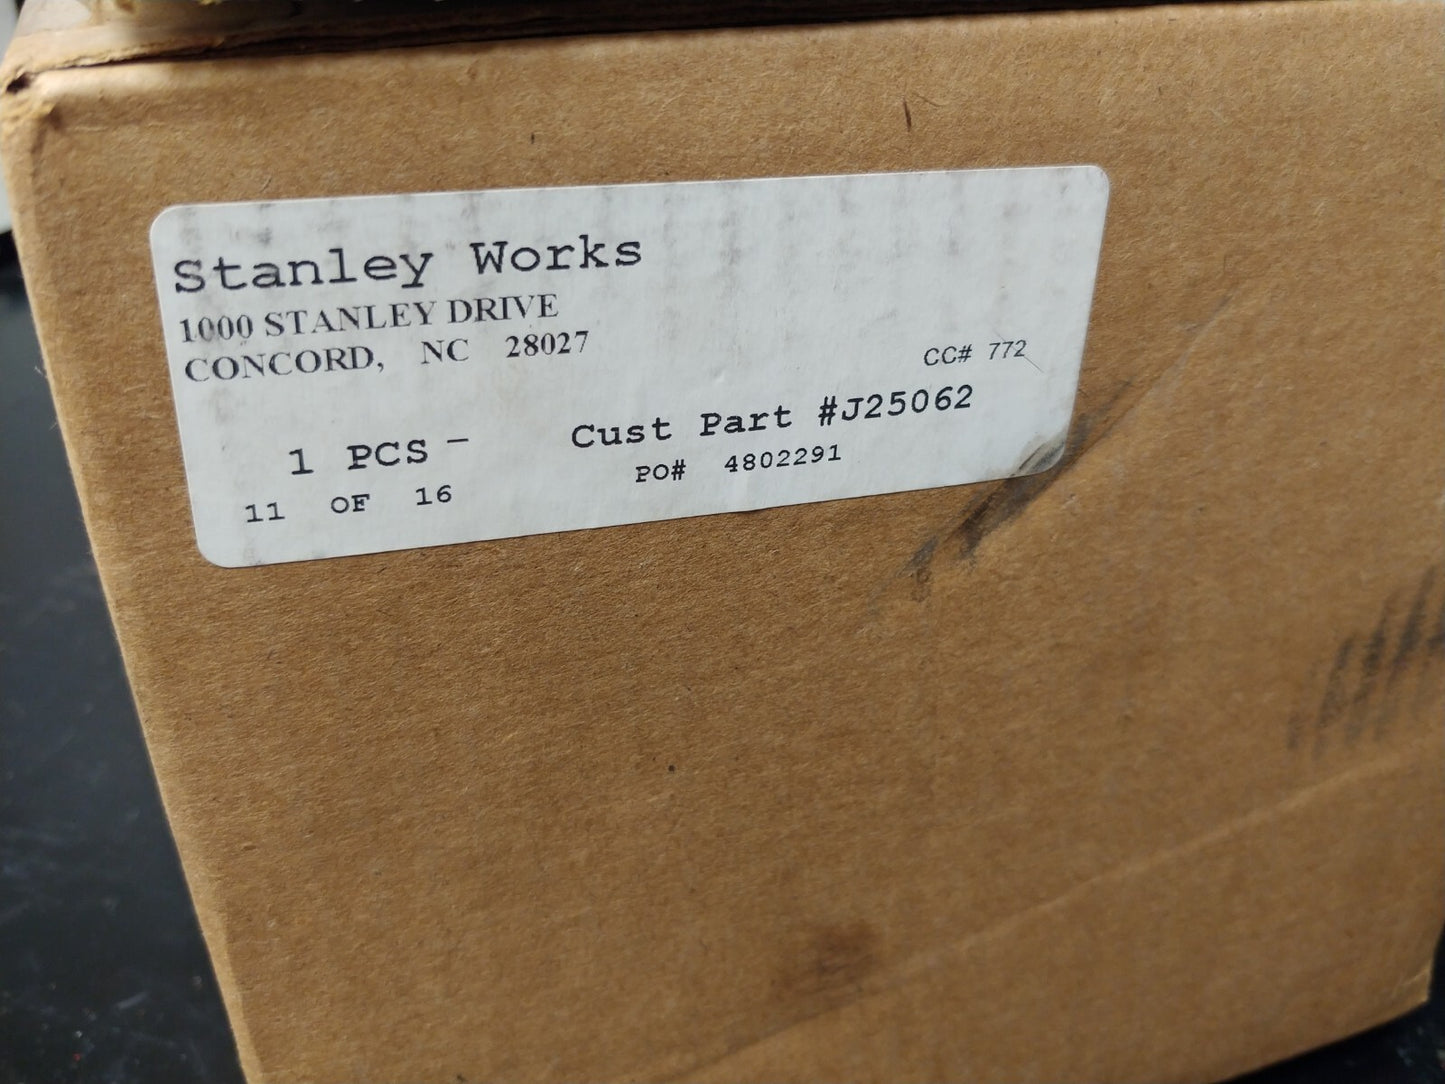 Stanley Works
1000 STANLEY DRIVE
CONCORD, NC 28027
CC# 772
1 PCS - Cust Part #J25062
11 OF 16 PO# 4802291